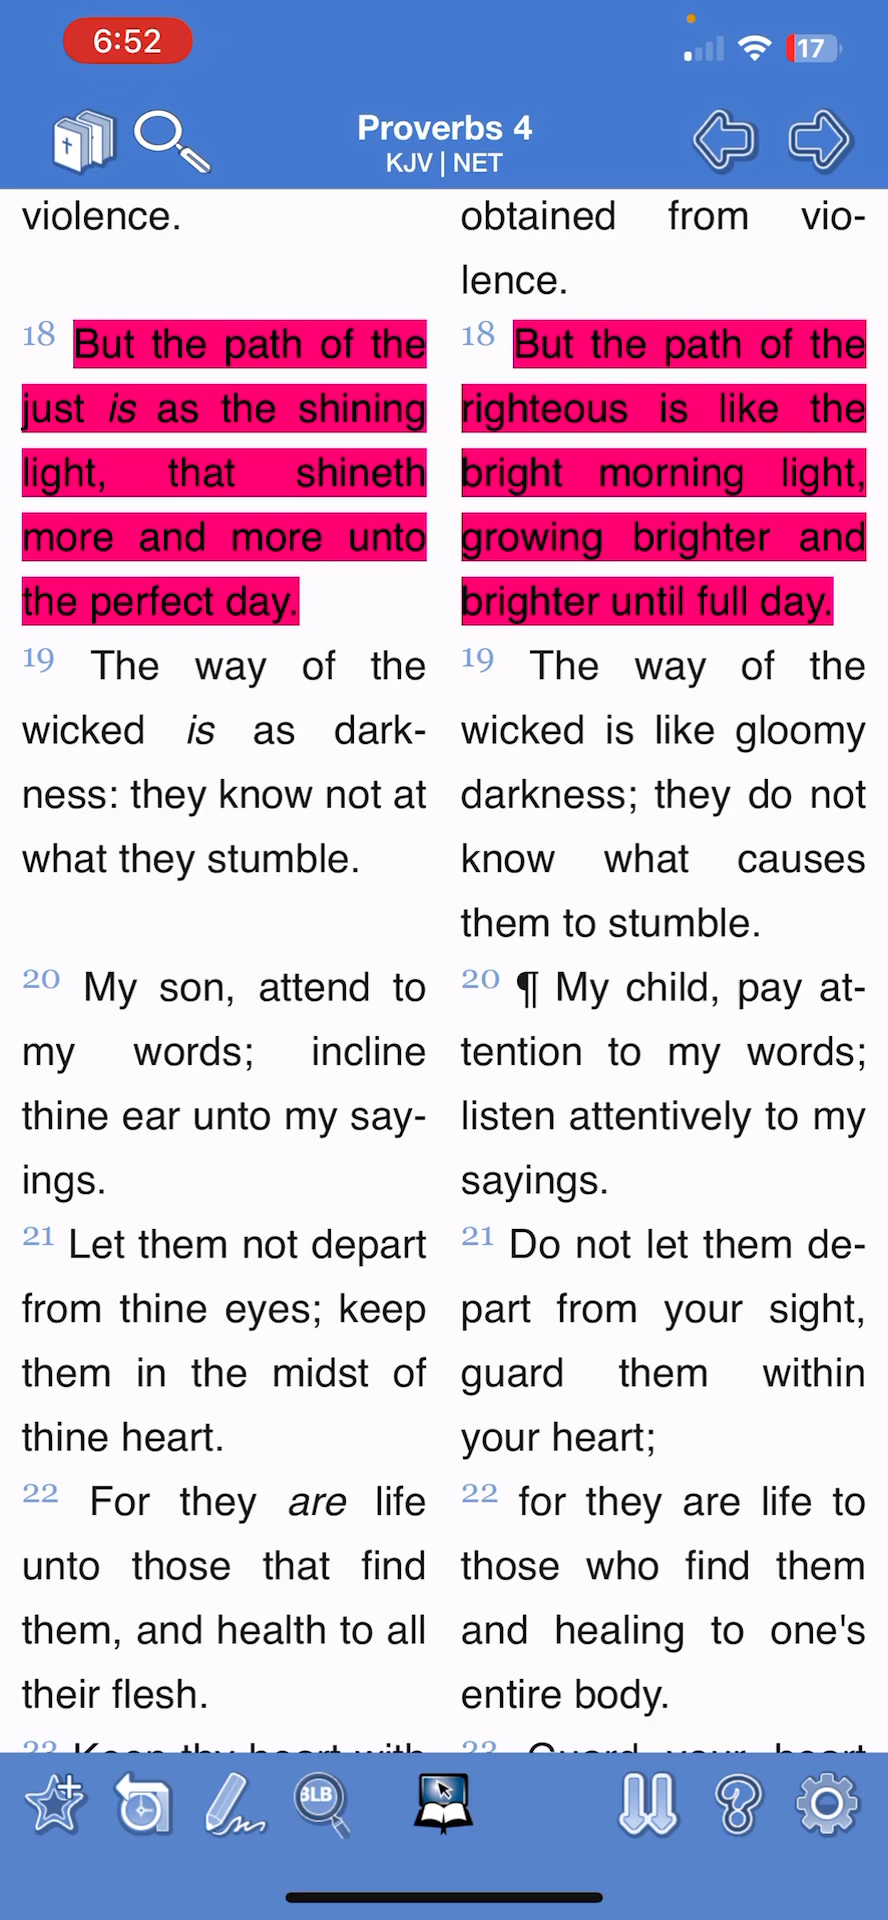 6:52
17
Proverbs 4
KJV | NET
violence.
18 But the path of the
just is as the shining
light, that shineth
more and more unto
the perfect day.
19 The way of the
wicked is as dark-
ness: they know not at
what they stumble.
20 My son, attend to
my words; incline
thine ear unto my say-
ings.
21 Let them not depart
from thine eyes; keep
them in the midst of
thine heart.
22 For they are life
unto those that find
them, and health to all
their flesh.
23 Keep thy heart with
obtained from vio-
lence.
18 But the path of the
righteous is like the
bright morning light,
growing brighter and
brighter until full day.
19 The way of the
wicked is like gloomy
darkness; they do not
know what causes
them to stumble.
20 ¶ My child, pay at-
tention to my words;
listen attentively to my
sayings.
21 Do not let them de-
part from your sight,
guard them within
your heart;
22 for they are life to
those who find them
and healing to one's
entire body.
23 Guard your heart
BLB